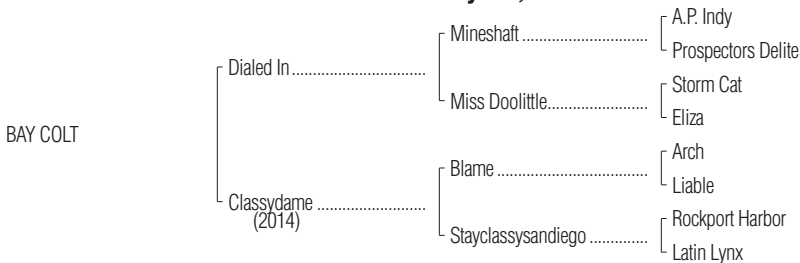 A.P. Indy
Mineshaft
Prospectors Delite
Dialed In
Storm Cat
Miss Doolittle
Eliza
BAY COLT
Arch
Blame
Liable
Classydame
(2014)
Rockport Harbor
Stayclassysandiego
Latin Lynx